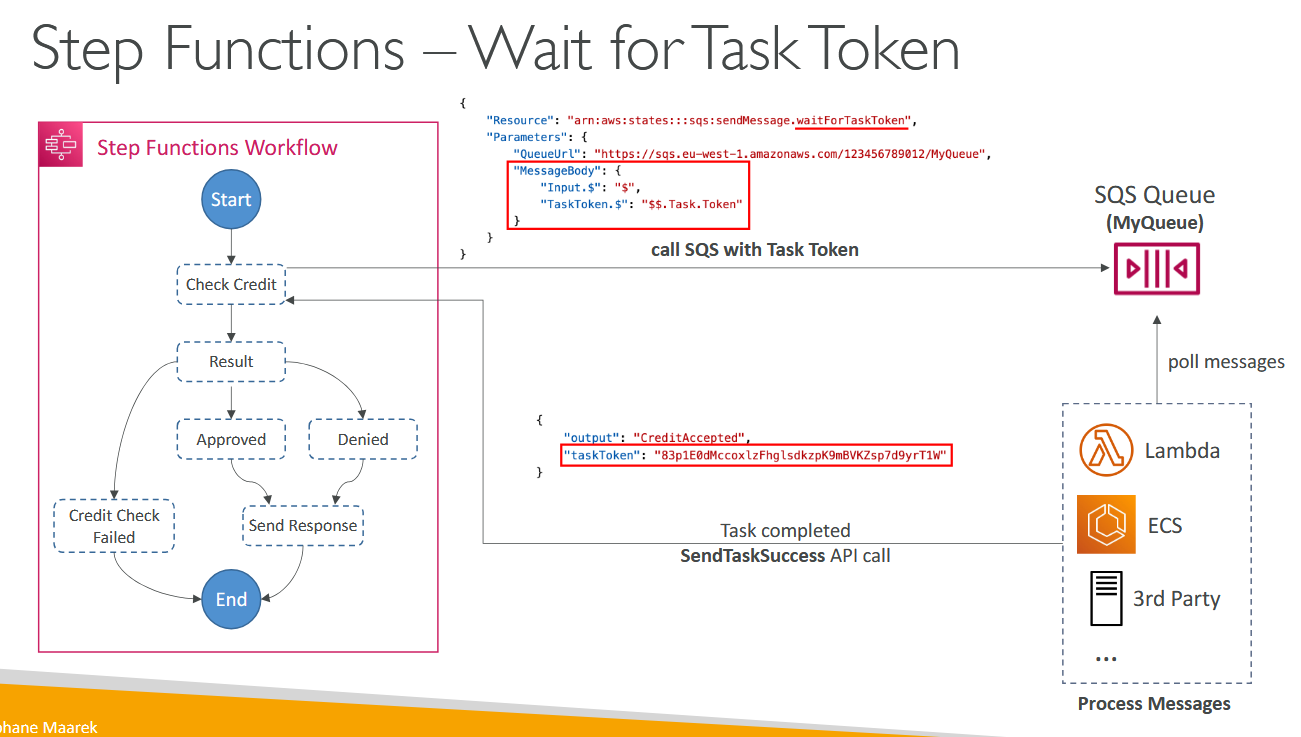 Step Functions – Wait for Task Token
Step Functions Workflow
Start
Check Credit
Result
Approved
Denied
Credit Check
Failed
Send Response
End
{
"Resource": "arn:aws:states:::sqs:sendMessage.waitForTaskToken",
"Parameters": {
"QueueUrl": "https://sqs.eu-west-1.amazonaws.com/123456789012/MyQueue",
"MessageBody": {
"Input.$": "$",
"TaskToken.$": "$$.Task.Token"
}
}
}
call SQS with Task Token
SQS Queue
(MyQueue)
poll messages
{
"output": "CreditAccepted",
"taskToken": "83p1E0dMccoxlzFhglsdkzpK9mBVKZsp7d9yrT1W"
}
Task completed
SendTaskSuccess API call
Lambda
ECS
3rd Party
...
Process Messages
phane Maarek